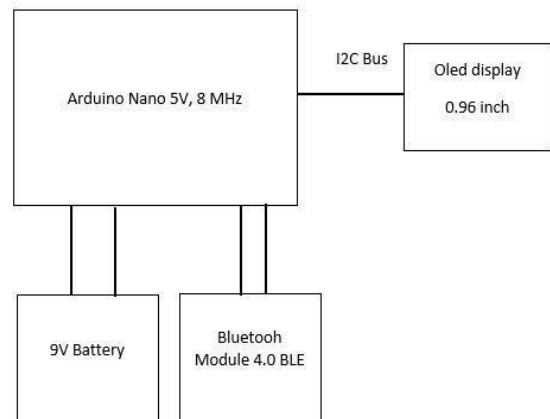 Arduino Nano 5V, 8 MHz
I2C Bus
Oled display
0.96 inch
9V Battery
Bluetooh
Module 4.0 BLE